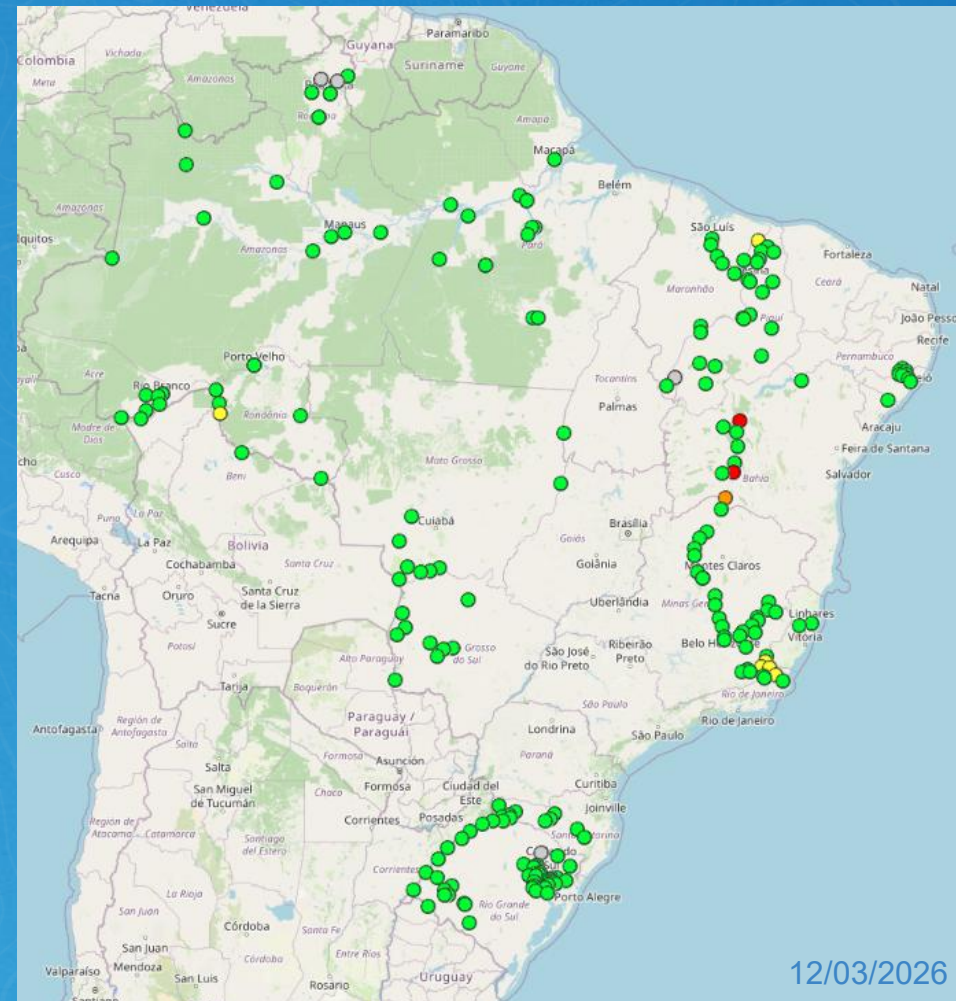 Venezuela
Paramaribo
Guyana
Colombia
Vichada
Suriname
Guyane
Meta
Amazonas
Amapá
Macapá
Belém
Amazonas
São Luís
Iquitos
Manaus
Amazonas
Pará
Fortaleza
Maranhão
Ceará
Natal
Piauí
João Pesso
Recife
Porto Velho
Pernambuco
Acre
Rio Branco
Tocantins
Rondônia
Palmas
Madre de
Dios
Aracaju
Feira de Santana
Cusco
Beni
Mato Grosso
Bahia
Salvador
Puno
La Paz
Cuiabá
Brasília
Arequipa
La Paz
Bolivia
Goiás
Cochabamba
Santa Cruz
Goiânia
Montes Claros
Tacna
Oruro
Santa Cruz
de la Sierra
Uberlândia
Minas Gerais
Linhares
Sucre
Vitória
Potosí
Belo Horizonte
São José
do Rio Preto
Ribeirão
Preto
Alto Paraguay
Grosso
do Sul
Tarija
Boquerón
Rio de Janeiro
São Paulo
Antofagasta
Región de
Antofagasta
Paraguay /
Paraguái
Londrina
São Paulo
Rio de Janeiro
Salta
Salta
Formosa
Asunción
Paraná
San Miguel
de Tucumán
Chaco
Formosa
Ciudad del
Este
Curitiba
Joinville
Región de
Atacama
Catamarca
Santiago
del Estero
Corrientes
Posadas
Santa Catarina
Corrientes
La Rioja
Porto Alegre
Rio Grande
do Sul
San Juan
Santa Fe
Córdoba
San Juan
Córdoba
Entre Ríos
Valparaíso
Mendoza
San Luis
Rosario
Uruguay
Santiago
12/03/2026